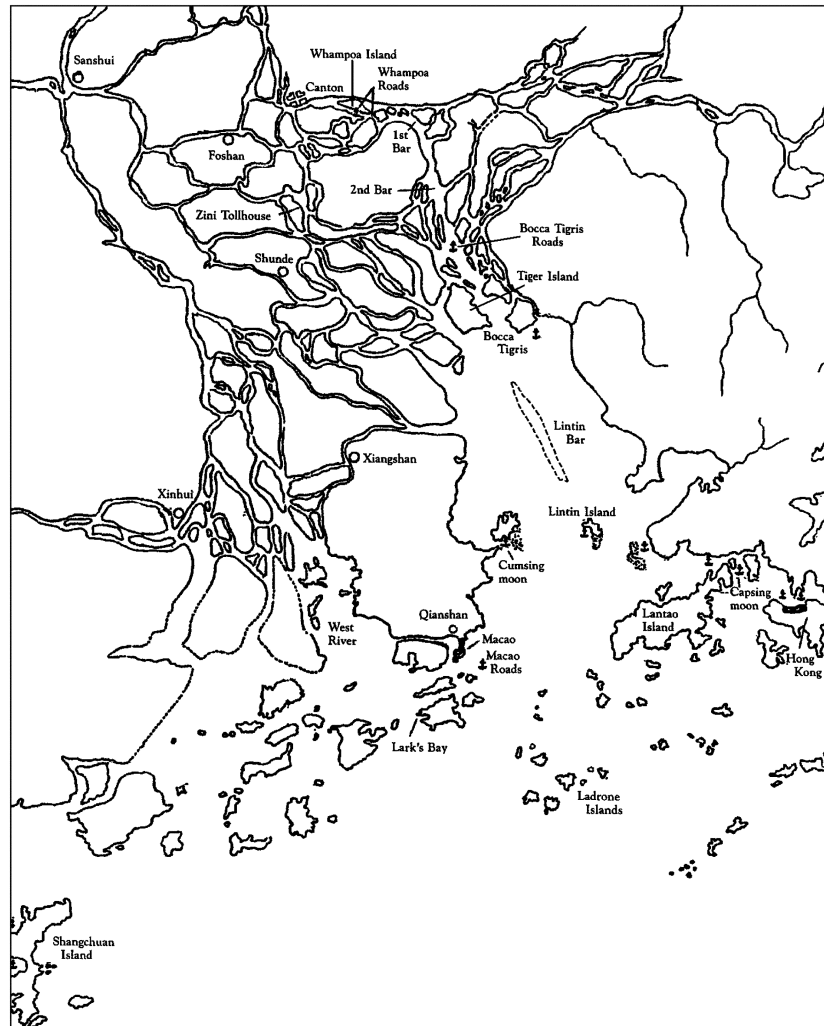 Whampoa Island
Sanshui
Whampoa
Roads
Canton
1st
Bar
Foshan
2nd Bar
Zini Tollhouse
Bocca Tigris
Roads
Shunde
Tiger Island
Bocca
Tigris
Lintin
Bar
Xiangshan
Xinhui
Lintin Island
Cumsing
moon
Capsing
moon
Qianshan
Lantao
Island
West
River
Macao
Macao
Roads
Hong
Kong
Lark's Bay
Ladrone
Islands
Shangchuan
Island